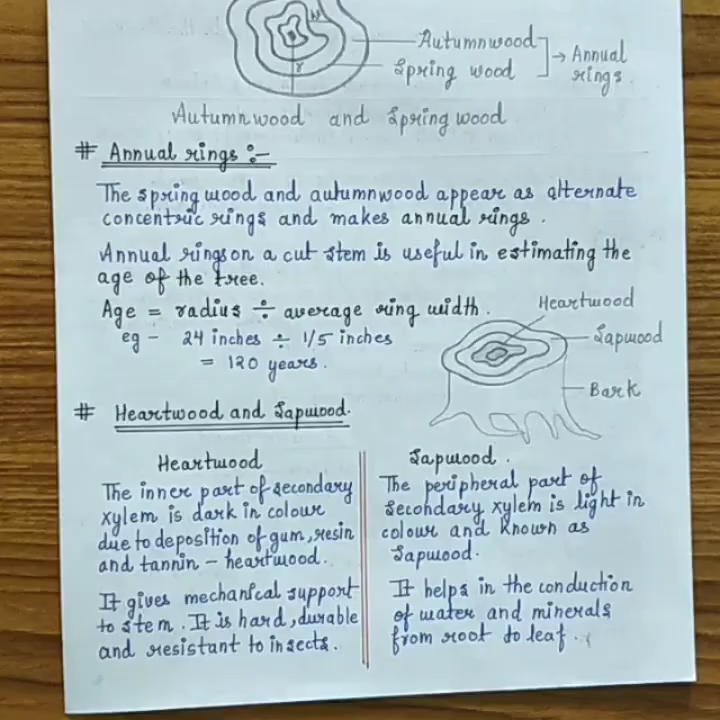 w
Autumnwood
Spring wood
→ Annual rings.
r
Autumnwood and Spring wood
# Annual rings :-
The spring wood and autumnwood appear as alternate
concentric rings and makes annual rings.
Annual rings on a cut stem is useful in estimating the
age of the tree.
Age = radius ÷ average ring width.
eg - 24 inches ÷ 1/5 inches
= 120 years.
Heartwood
Sapwood
Bark
# Heartwood and Sapwood.
Heartwood
The inner part of secondary
xylem is dark in colour
due to deposition of gum, resin
and tannin - heartwood.
It gives mechanical support
to stem. It is hard, durable
and resistant to insects.
Sapwood.
The peripheral part of
secondary xylem is light in
colour and known as
Sapwood.
It helps in the conduction
of water and minerals
from root to leaf.